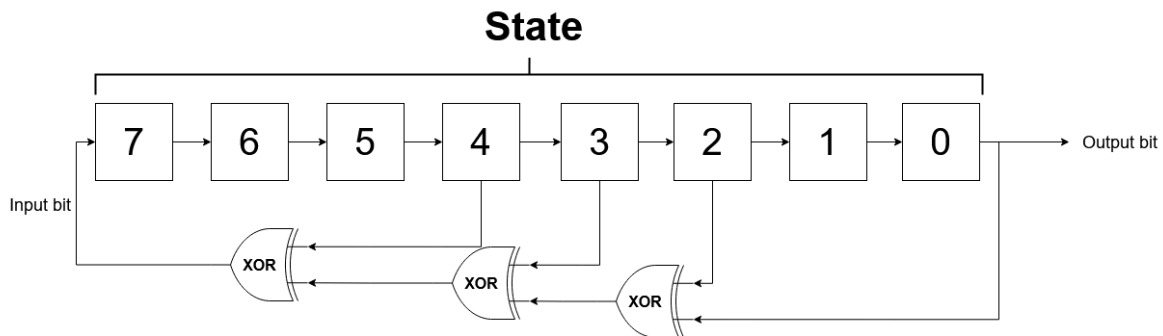 State
7 6 5 4 3 2 1 0
Output bit
Input bit
XOR
XOR
XOR